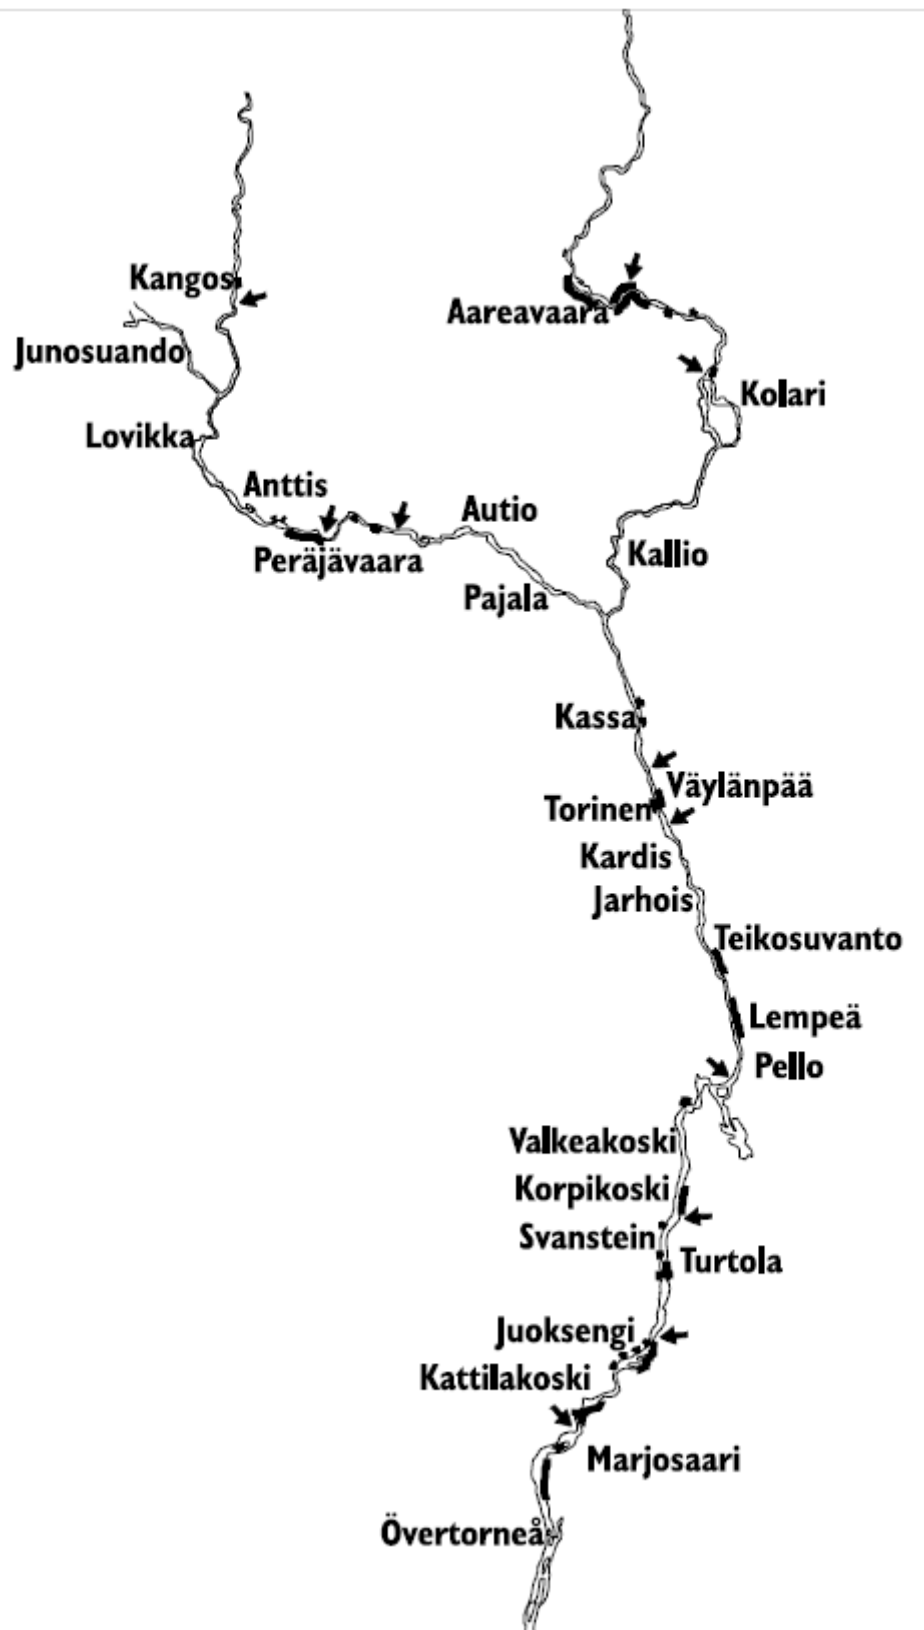 Kangos
Aareavaara
Junosuando
Kolari
Lovikka
Anttis
Autio
Kallio
Peräjävaara
Pajala
Kassa
Väylänpää
Torinen
Kardis
Jarhois
Teikosuvanto
Lempeä
Pello
Valkeakoski
Korpikoski
Svanstein
Turtola
Juoksengi
Kattilakoski
Marjosaari
Övertorneå